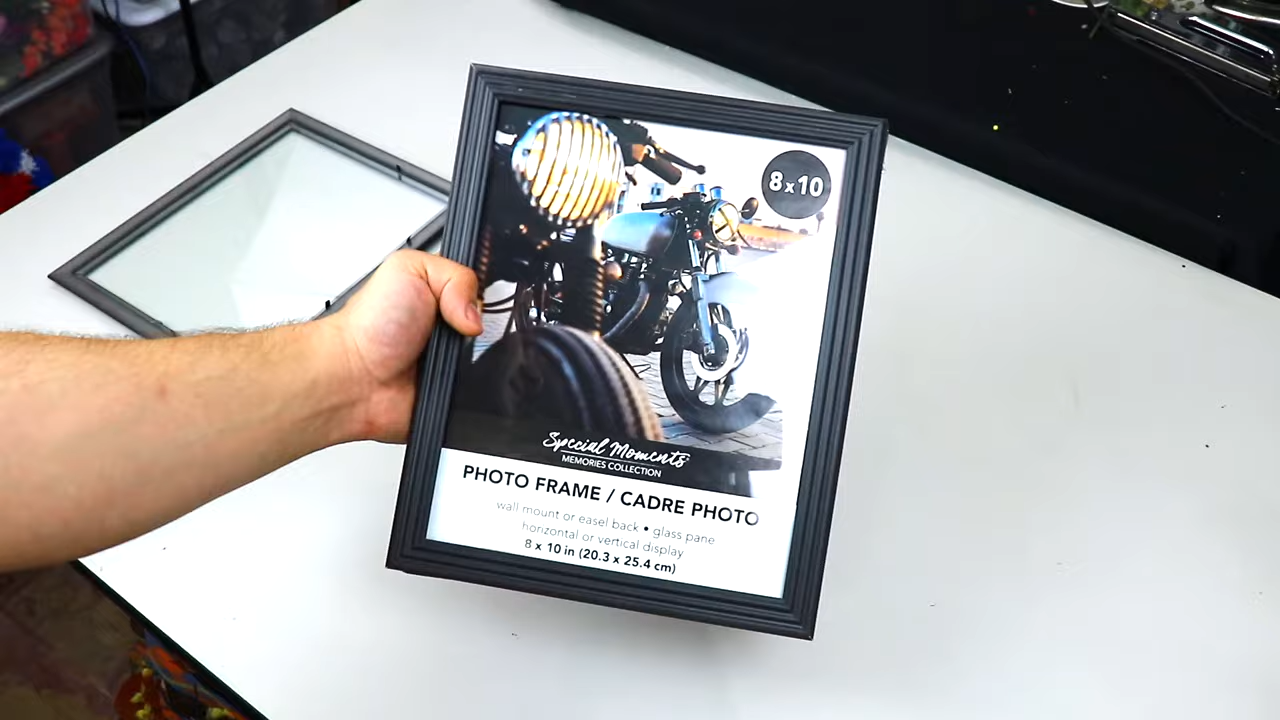 8x10
Special Moments
MEMORIES COLLECTION
PHOTO FRAME / CADRE PHOTO
wall mount or easel back • glass pane
horizontal or vertical display
8 x 10 in (20.3 x 25.4 cm)